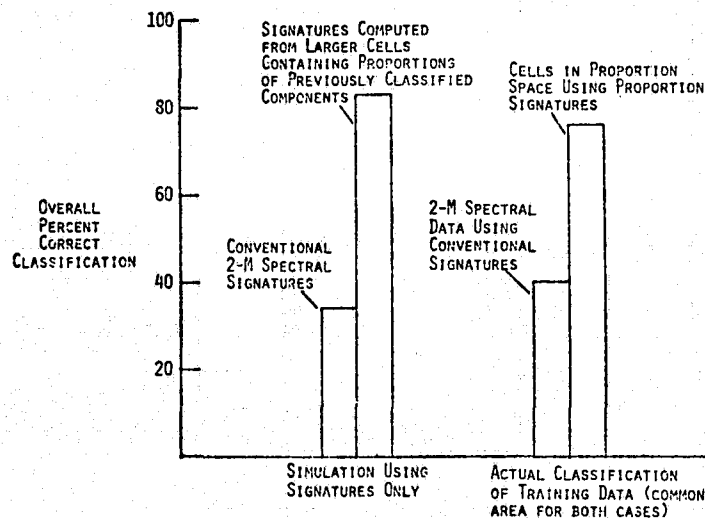 100
80
60
40
20
OVERALL
PERCENT
CORRECT
CLASSIFICATION
SIGNATURES COMPUTED
FROM LARGER CELLS
CONTAINING PROPORTIONS
OF PREVIOUSLY CLASSIFIED
COMPONENTS
CONVENTIONAL
2-M SPECTRAL
SIGNATURES
CELLS IN PROPORTION
SPACE USING PROPORTION
SIGNATURES
2-M SPECTRAL
DATA USING
CONVENTIONAL
SIGNATURES
SIMULATION USING
SIGNATURES ONLY
ACTUAL CLASSIFICATION
OF TRAINING DATA (COMMON
AREA FOR BOTH CASES)